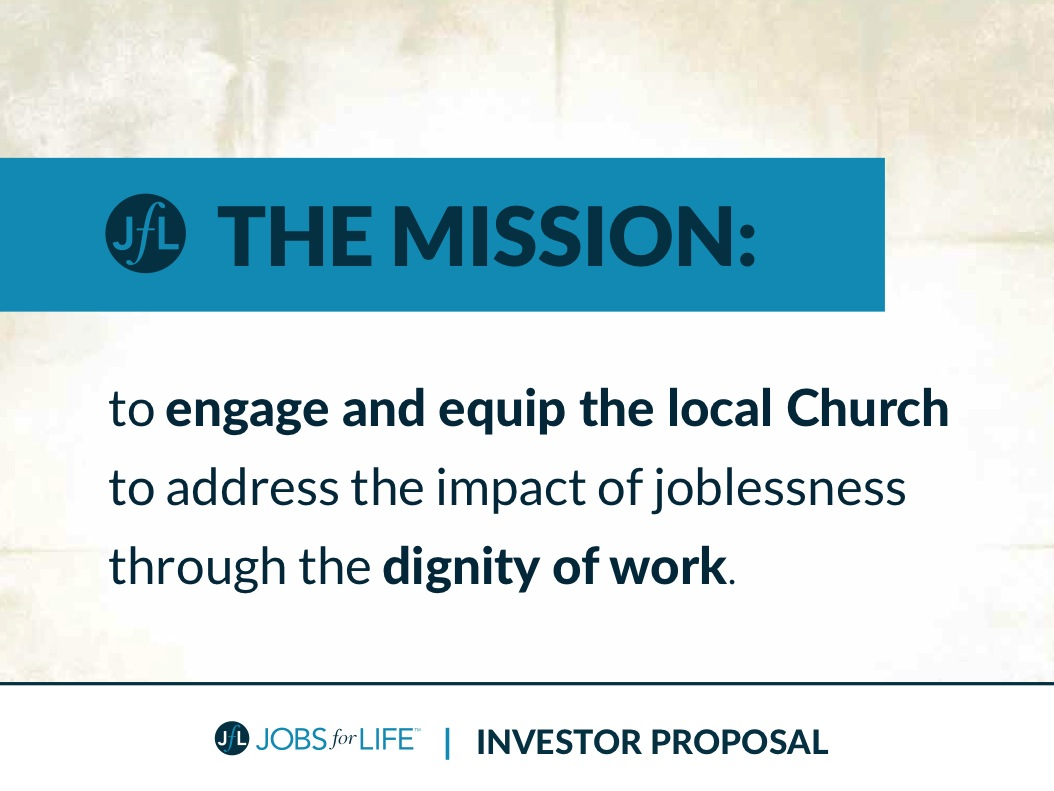 JfL THE MISSION:
to engage and equip the local Church
to address the impact of joblessness
through the dignity of work.
JfL JOBS for LIFE™ | INVESTOR PROPOSAL